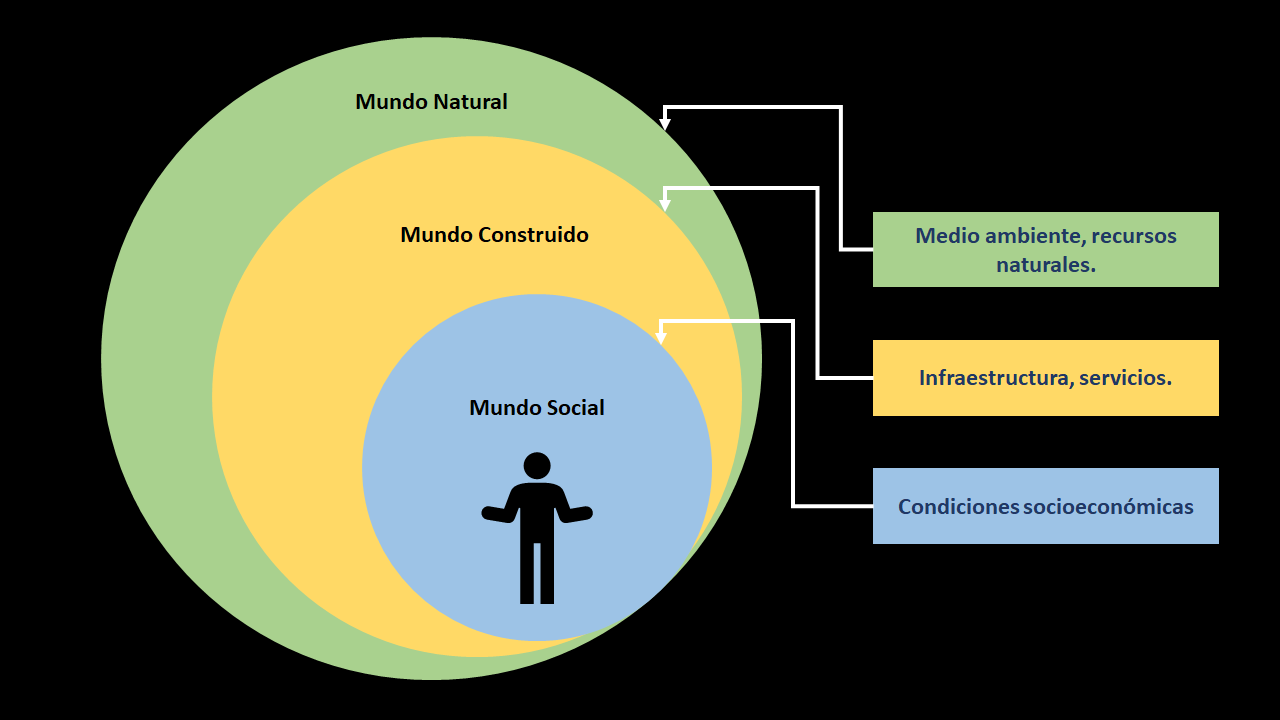 Mundo Natural
Mundo Construido
Mundo Social
Medio ambiente, recursos
naturales.
Infraestructura, servicios.
Condiciones socioeconómicas